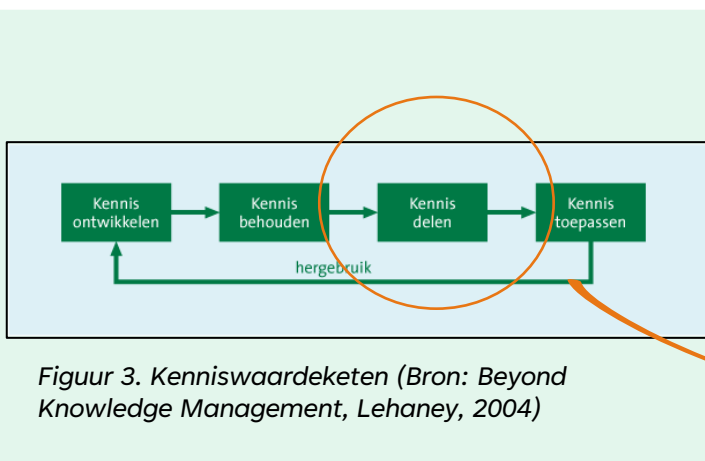 Kennis
ontwikkelen
Kennis
behouden
Kennis
delen
Kennis
toepassen
hergebruik
Figuur 3. Kenniswaardeketen (Bron: Beyond
Knowledge Management, Lehaney, 2004)